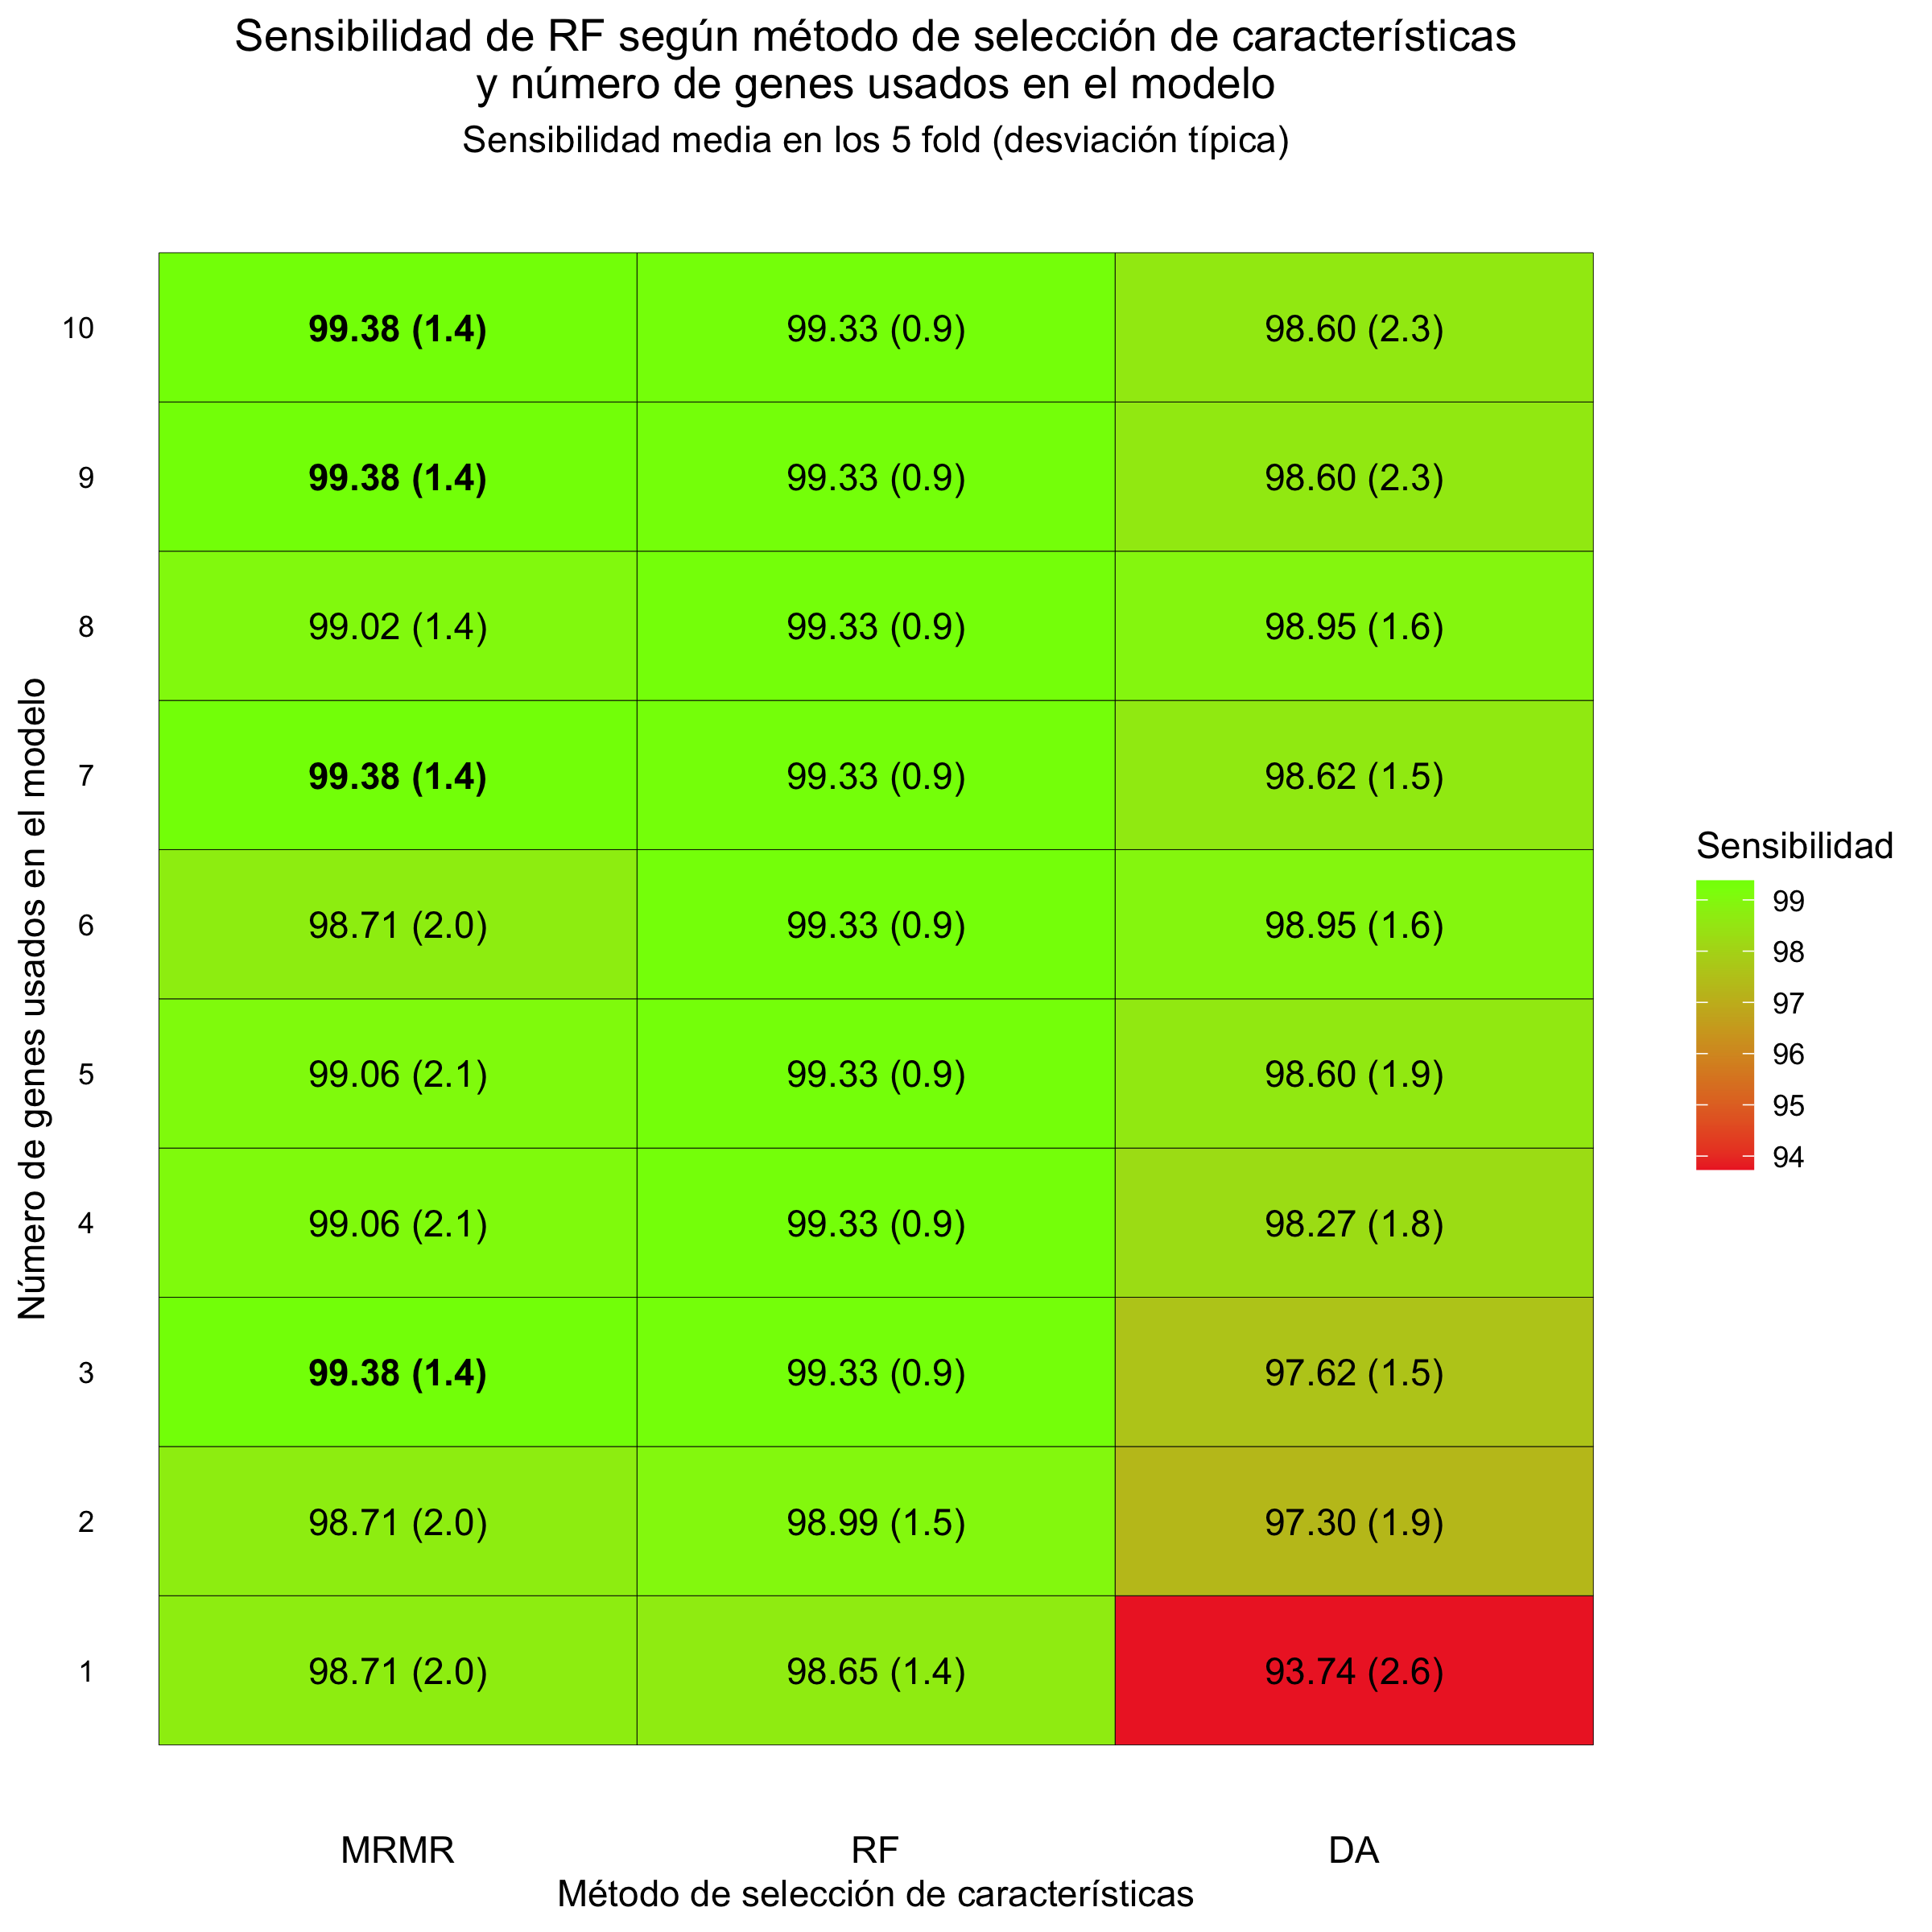 Sensibilidad de RF según método de selección de características
y número de genes usados en el modelo
Sensibilidad media en los 5 fold (desviación típica)
Número de genes usados en el modelo
10 99.38 (1.4) 99.33 (0.9) 98.60 (2.3)
9 99.38 (1.4) 99.33 (0.9) 98.60 (2.3)
8 99.02 (1.4) 99.33 (0.9) 98.95 (1.6)
7 99.38 (1.4) 99.33 (0.9) 98.62 (1.5)
6 98.71 (2.0) 99.33 (0.9) 98.95 (1.6)
5 99.06 (2.1) 99.33 (0.9) 98.60 (1.9)
4 99.06 (2.1) 99.33 (0.9) 98.27 (1.8)
3 99.38 (1.4) 99.33 (0.9) 97.62 (1.5)
2 98.71 (2.0) 98.99 (1.5) 97.30 (1.9)
1 98.71 (2.0) 98.65 (1.4) 93.74 (2.6)
MRMR RF DA
Método de selección de características
Sensibilidad
99
98
97
96
95
94